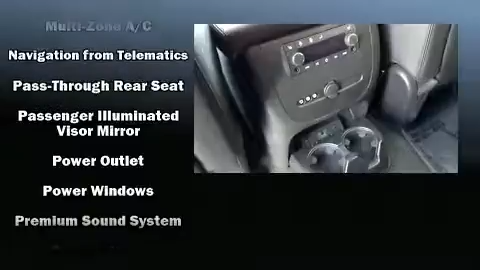 Multi-Zone A/C
Navigation from Telematics
Pass-Through Rear Seat
Passenger Illuminated
Visor Mirror
Power Outlet
Power Windows
Premium Sound System